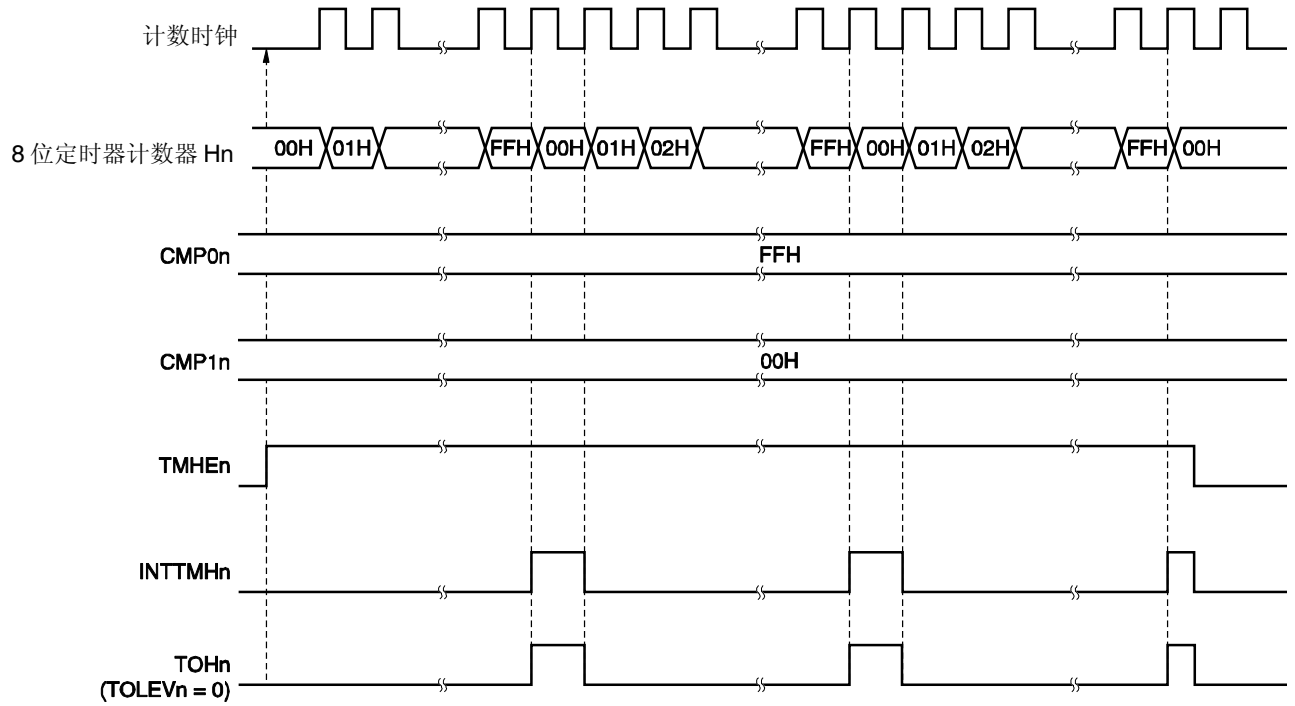 计数时钟
8 位定时器计数器 Hn
00H 01H FFH 00H 01H 02H FFH 00H 01H 02H FFH 00H
CMP0n
FFH
CMP1n
00H
TMHEn
INTTMHn
TOHn
(TOLEVn = 0)